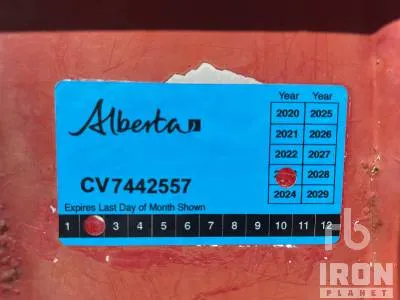 Alberta
Year Year
2020 2025
2021 2026
2022 2027
2028
2024 2029
CV7442557
Expires Last Day of Month Shown
1 3 4 5 6 7 8 9 10 11 12
rb
IRON
PLANET